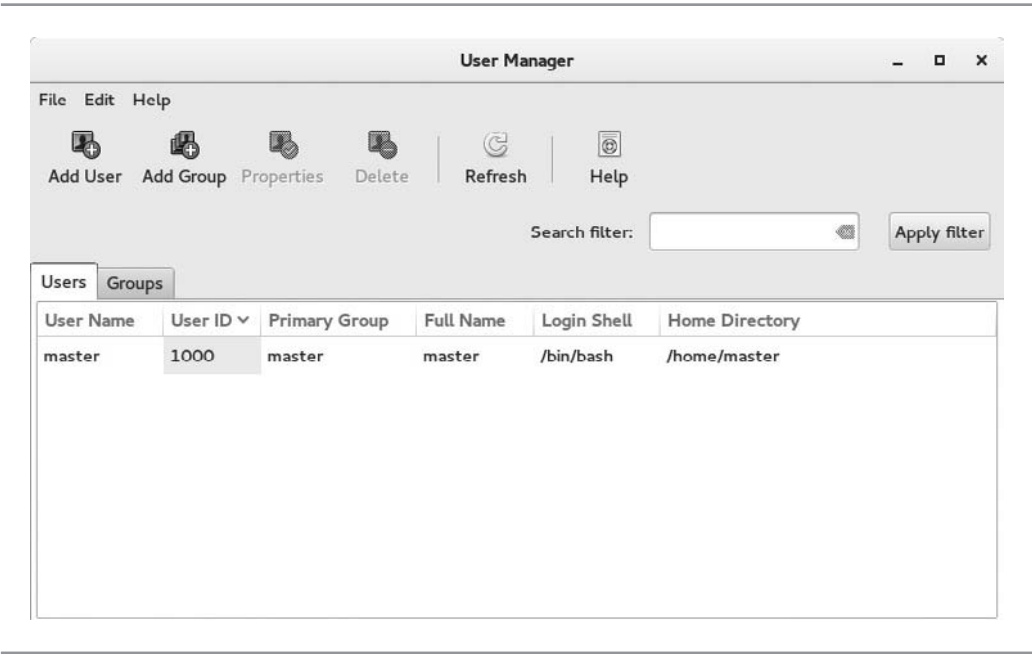 User Manager
File Edit Help
Add User Add Group Properties Delete Refresh Help
Search filter: Apply filter
Users Groups
User Name User ID Primary Group Full Name Login Shell Home Directory
master 1000 master master /bin/bash /home/master